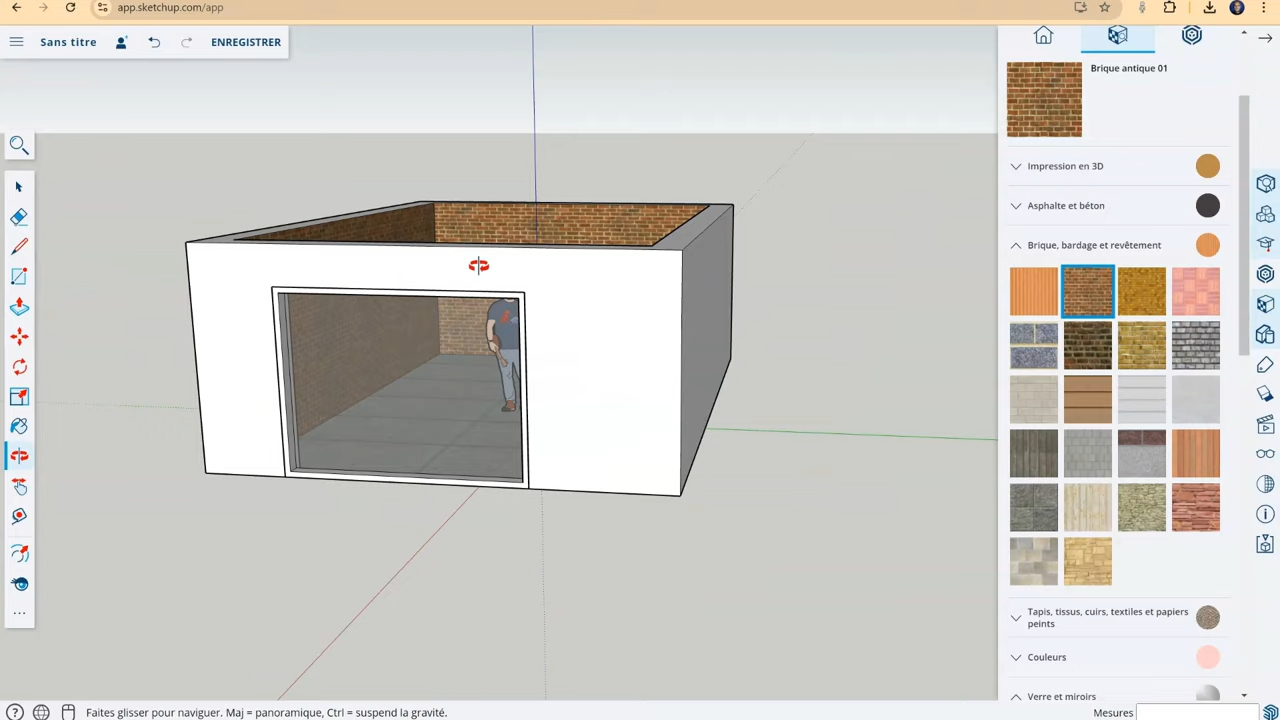 app.sketchup.com/app
Sans titre
ENREGISTRER
Brique antique 01
Impression en 3D
Asphalte et béton
Brique, bardage et revêtement
Tapis, tissus, cuirs, textiles et papiers
peints
Couleurs
Verre et miroirs
Faites glisser pour naviguer. Maj = panoramique, Ctrl = suspend la gravité.
Mesures